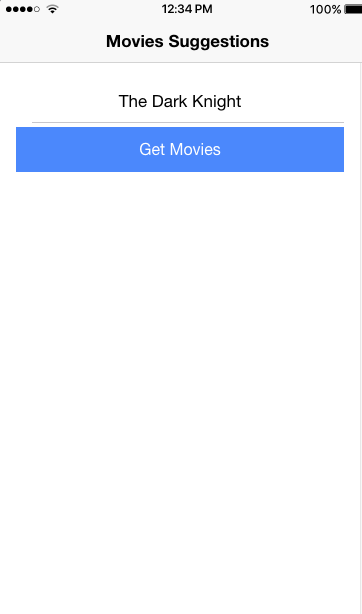 12:34 PM 100%
Movies Suggestions
The Dark Knight
Get Movies